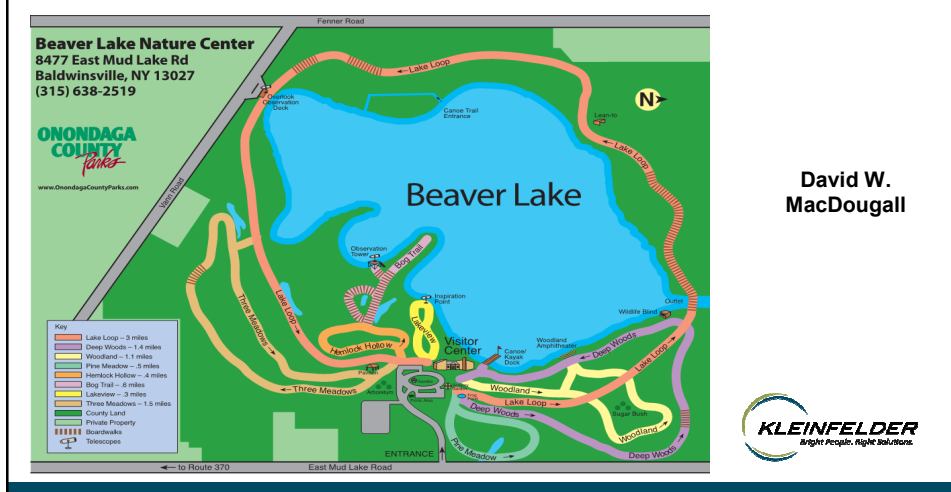 Fenner Road
Beaver Lake Nature Center
8477 East Mud Lake Rd
Baldwinsville, NY 13027
(315) 638-2519
ONONDAGA
COUNTY
Parks
www.OnondagaCountyParks.com
Vann Road
Overlook
Observation
Deck
Lake Loop
Canoe Trail
Entrance
N
Lean-to
Lake Loop
Lake Loop
Beaver Lake
Observation
Tower
Bog Trail
Inspiration
Point
Lakeview
Outlet
Wildlife Blind
Three Meadows
Lake Loop
Hemlock Hollow
Visitor
Center
Canoe/
Kayak
Dock
Woodland
Amphitheater
Deep Woods
Lake Loop
Pavilion
Three Meadows
Arboretum
Woodland
Lake Loop
Deep Woods
Sugar Bush
Woodland
Deep Woods
Pine Meadow
ENTRANCE
Key
Lake Loop – 3 miles
Deep Woods – 1.4 miles
Woodland – 1.1 miles
Pine Meadow – .5 miles
Hemlock Hollow – .4 miles
Bog Trail – .6 miles
Lakeview – .3 miles
Three Meadows – 1.5 miles
County Land
Private Property
Boardwalks
Telescopes
to Route 370
East Mud Lake Road
David W.
MacDougall
KLEINFELDER
Bright People. Right Solutions.